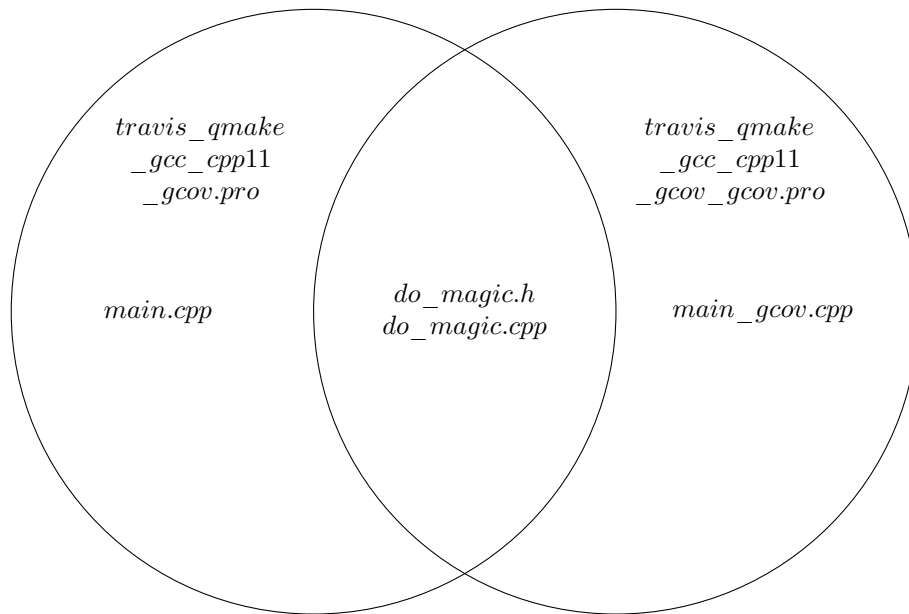 travis_qmake
_gcc_cpp11
_gcov.pro
travis_qmake
_gcc_cpp11
_gcov_gcov.pro
main.cpp
do_magic.h
do_magic.cpp
main_gcov.cpp